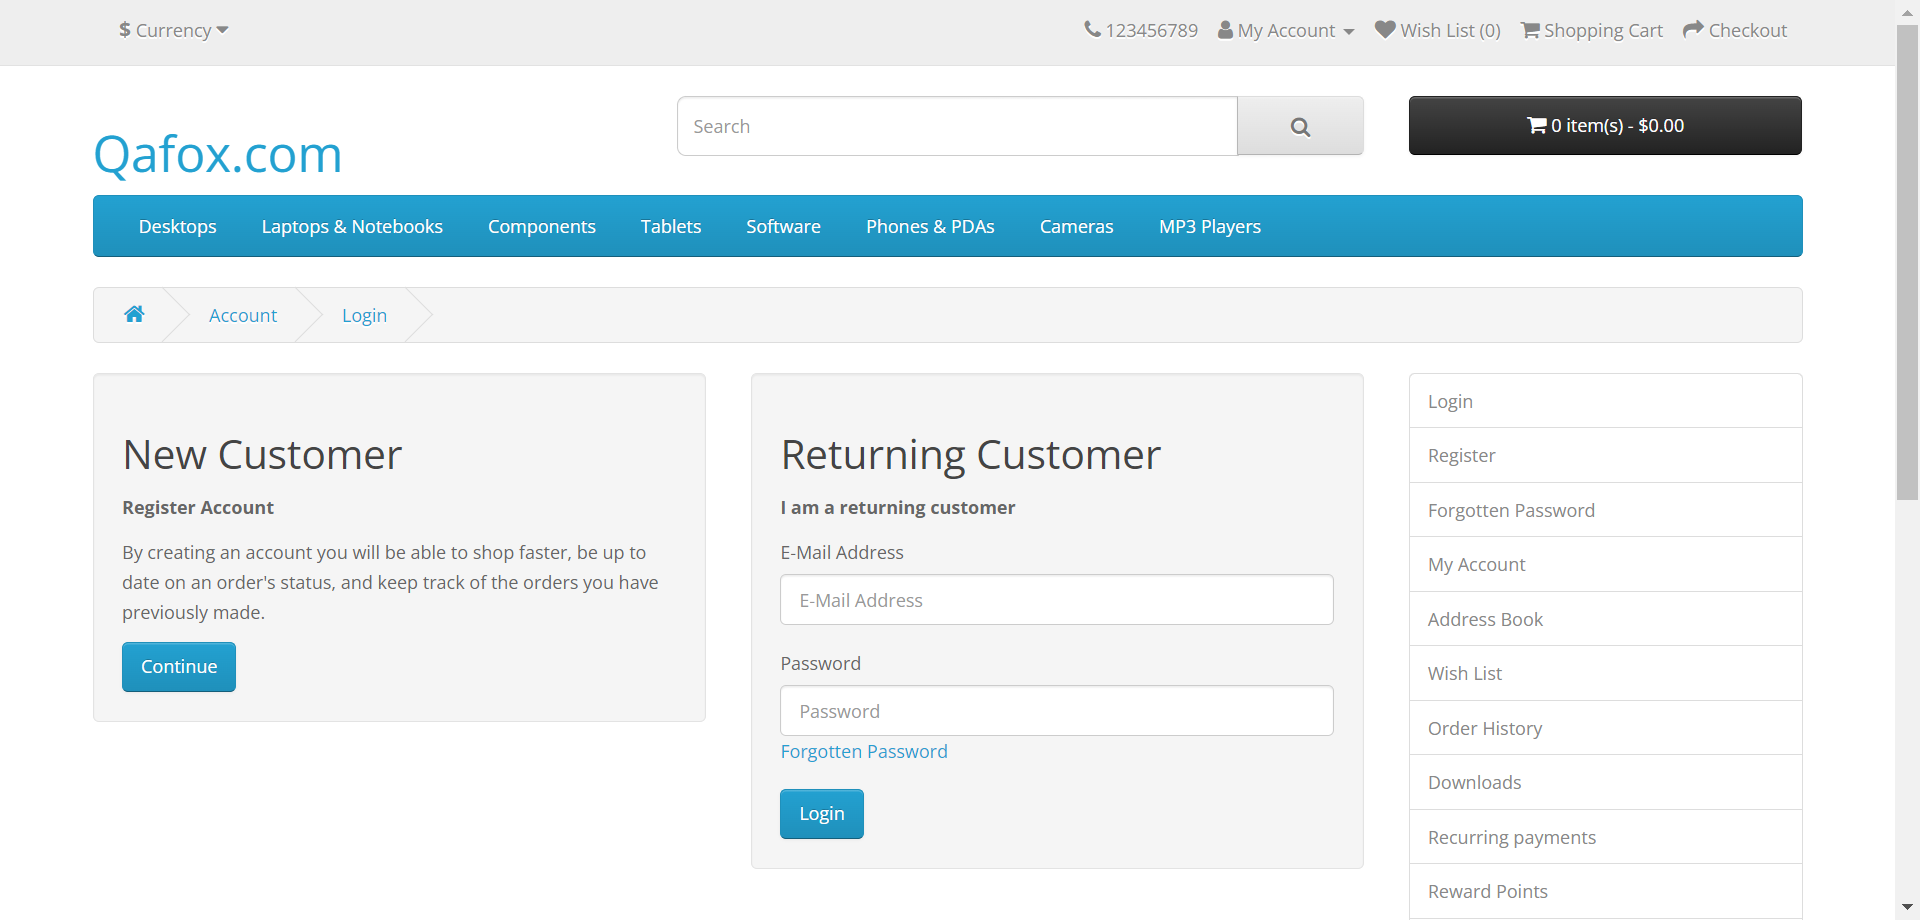 $ Currency
123456789 My Account Wish List (0) Shopping Cart Checkout
Search
0 item(s) - $0.00
Qafox.com
Desktops Laptops & Notebooks Components Tablets Software Phones & PDAs Cameras MP3 Players
Account Login
New Customer
Register Account
By creating an account you will be able to shop faster, be up to
date on an order's status, and keep track of the orders you have
previously made.
Continue
Returning Customer
I am a returning customer
E-Mail Address
E-Mail Address
Password
Password
Forgotten Password
Login
Login
Register
Forgotten Password
My Account
Address Book
Wish List
Order History
Downloads
Recurring payments
Reward Points